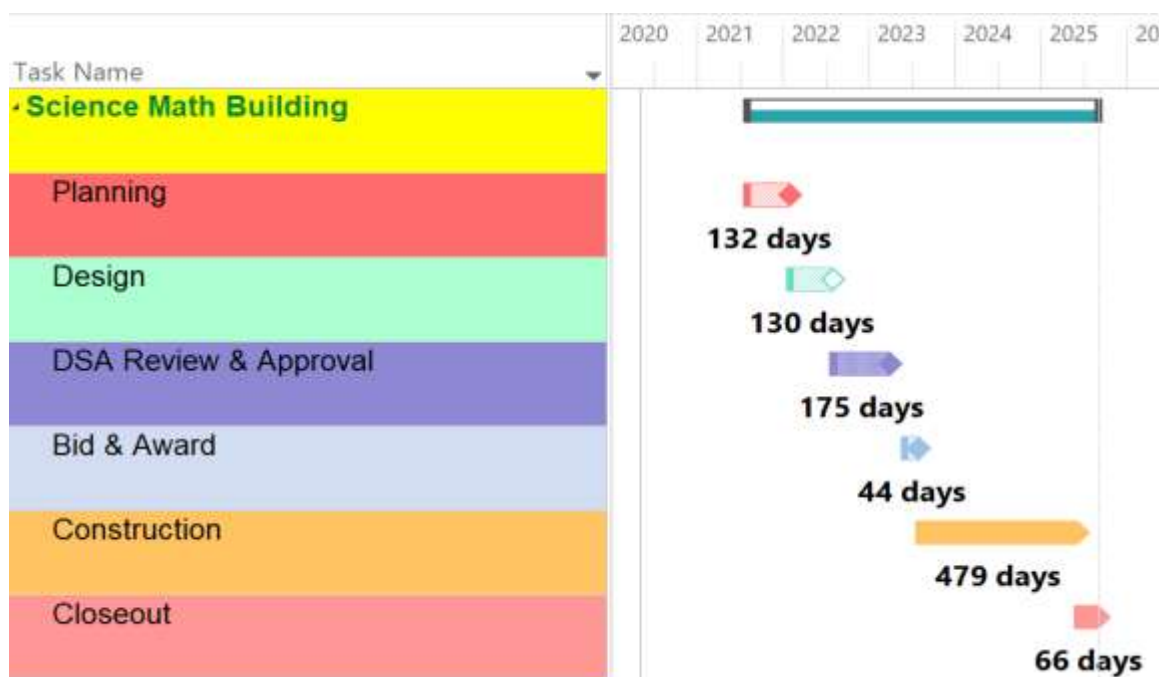 2020 2021 2022 2023 2024 2025 20
Task Name
Science Math Building
Planning
132 days
Design
130 days
DSA Review & Approval
175 days
Bid & Award
44 days
Construction
479 days
Closeout
66 days